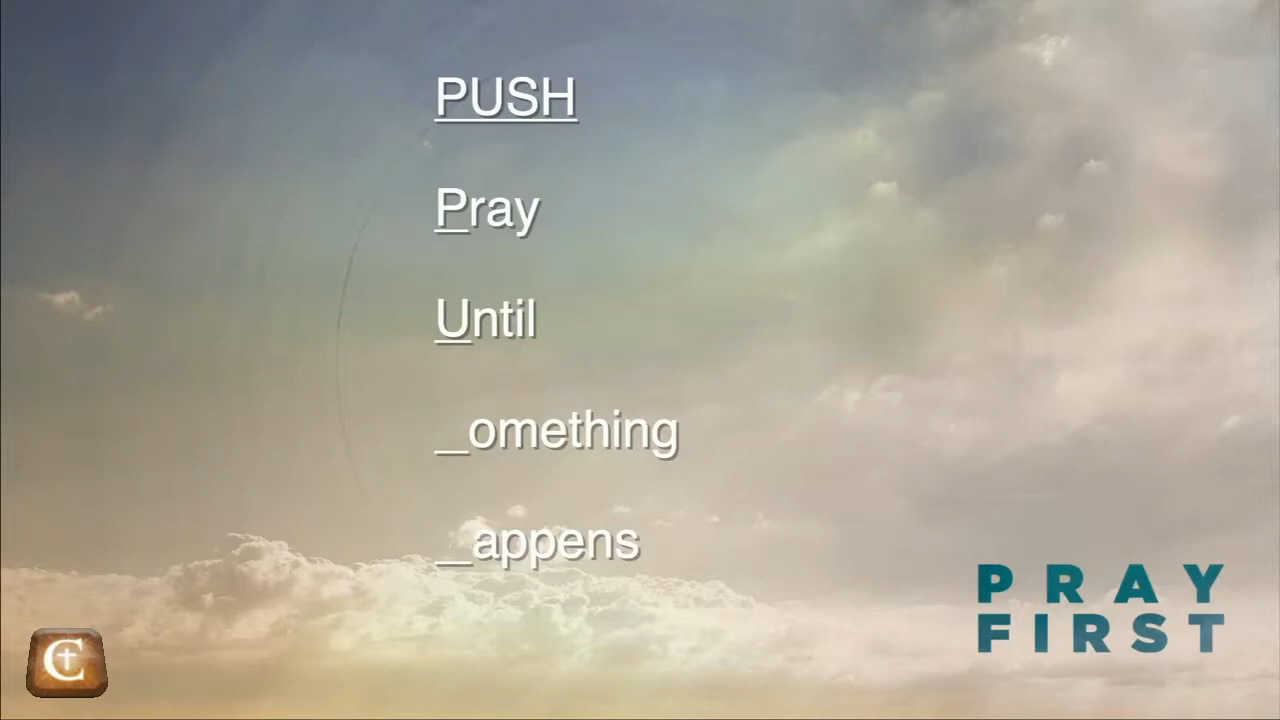 PUSH
Pray
Until
_omething
_appens
PRAY
FIRST
C